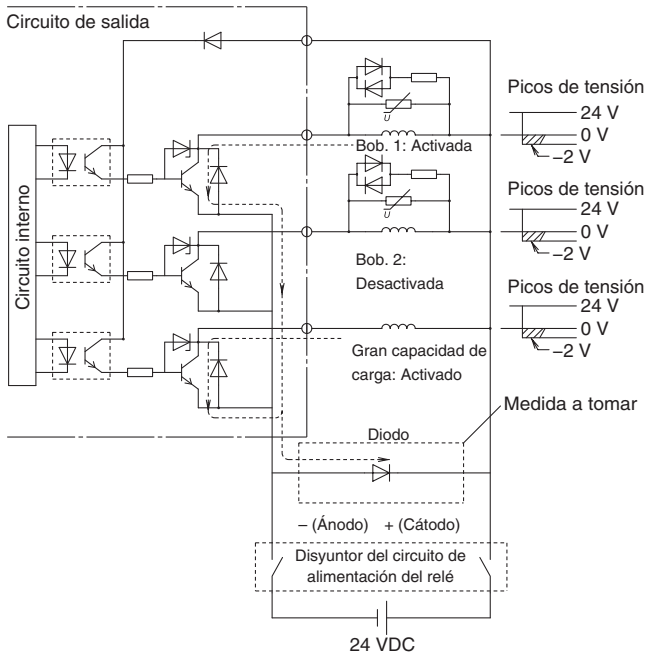 Circuito de salida
Picos de tensión
24 V
0 V
–2 V
U
Bob. 1: Activada
Circuito interno
Picos de tensión
24 V
0 V
–2 V
U
Bob. 2:
Desactivada
Picos de tensión
24 V
0 V
–2 V
Gran capacidad de
carga: Activado
Medida a tomar
Diodo
– (Ánodo) + (Cátodo)
Disyuntor del circuito de
alimentación del relé
24 VDC